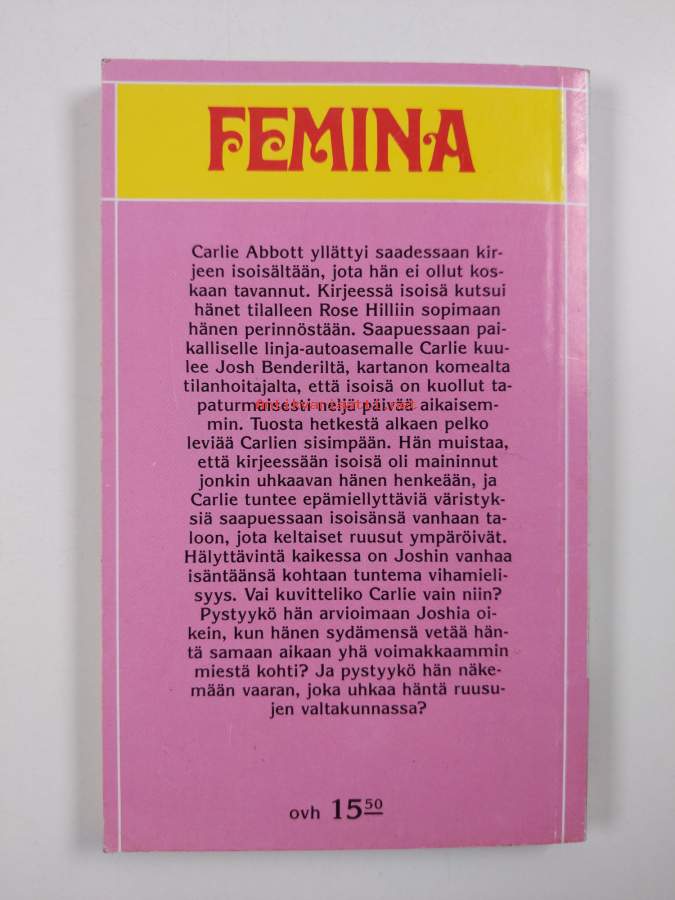 FEMINA
Carlie Abbott yllättyi saadessaan kir-
jeen isoisältään, jota hän ei ollut kos-
kaan tavannut. Kirjeessä isoisä kutsui
hänet tilalleen Rose Hilliin sopimaan
hänen perinnöstään. Saapuessaan pai-
kalliselle linja-autoasemalle Carlie kuu-
lee Josh Benderiltä, kartanon komealta
tilanhoitajalta, että isoisä on kuollut ta-
paturmaisesti neljä päivää aikaisem-
min. Tuosta hetkestä alkaen pelko
leviää Carlien sisimpään. Hän muistaa,
että kirjeessään isoisä oli maininnut
jonkin uhkaavan hänen henkeään, ja
Carlie tuntee epämiellyttäviä väristyk-
siä saapuessaan isoisänsä vanhaan ta-
loon, jota keltaiset ruusut ympäröivät.
Hälyttävintä kaikessa on Joshin vanhaa
isäntäänsä kohtaan tuntema vihamieli-
syys. Vai kuvitteliko Carlie vain niin?
Pystyykö hän arvioimaan Joshia oi-
kein, kun hänen sydämensä vetää hän-
tä samaan aikaan yhä voimakkaammin
miestä kohti? Ja pystyykö hän näke-
mään vaaran, joka uhkaa häntä ruusu-
jen valtakunnassa?
ovh 15 50